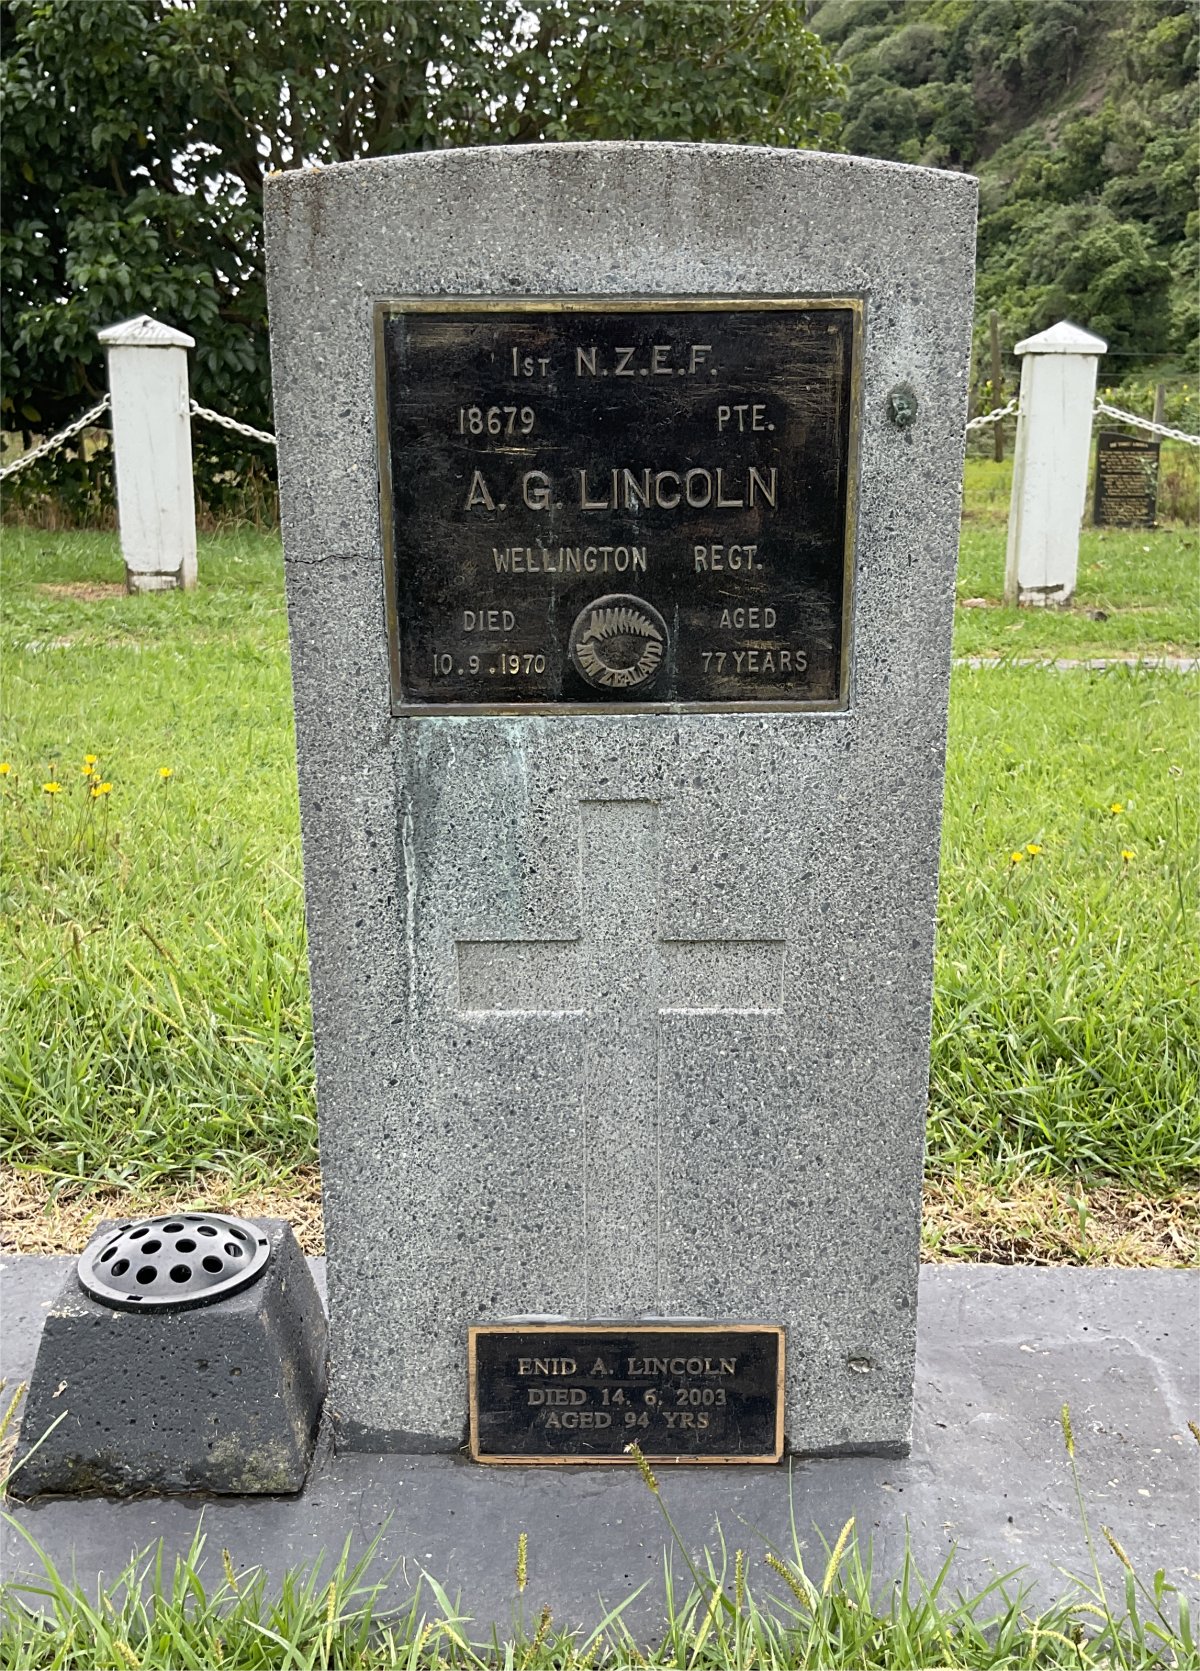 1ST N.Z.E.F.
18679 PTE.
A. G. LINCOLN
WELLINGTON REGT.
DIED AGED
10.9.1970 77 YEARS
NEW ZEALAND
ENID A. LINCOLN
DIED 14. 6. 2003
AGED 94 YRS